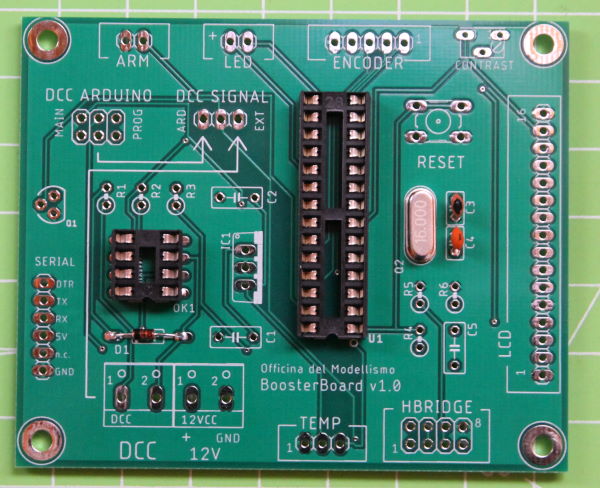 ARM
+ LED
ENCODER 1
CONTRAST
DCC ARDUINO
DCC SIGNAL
28
MAIN
PROG
ARD
EXT
16
RESET
R1 R2 R3
C2
16.000
C3
C4
Q1
IC1
SERIAL
DTR
TX
RX
5V
n.c.
GND
OK1
Q2
R5 R6
D1
C1
U1
R4
C5
LCD
Officina del Modellismo
BoosterBoard v1.0
1 2 1 2
DCC 12VCC
1
+ GND
DCC 12V
TEMP
1
HBRIDGE
8
1